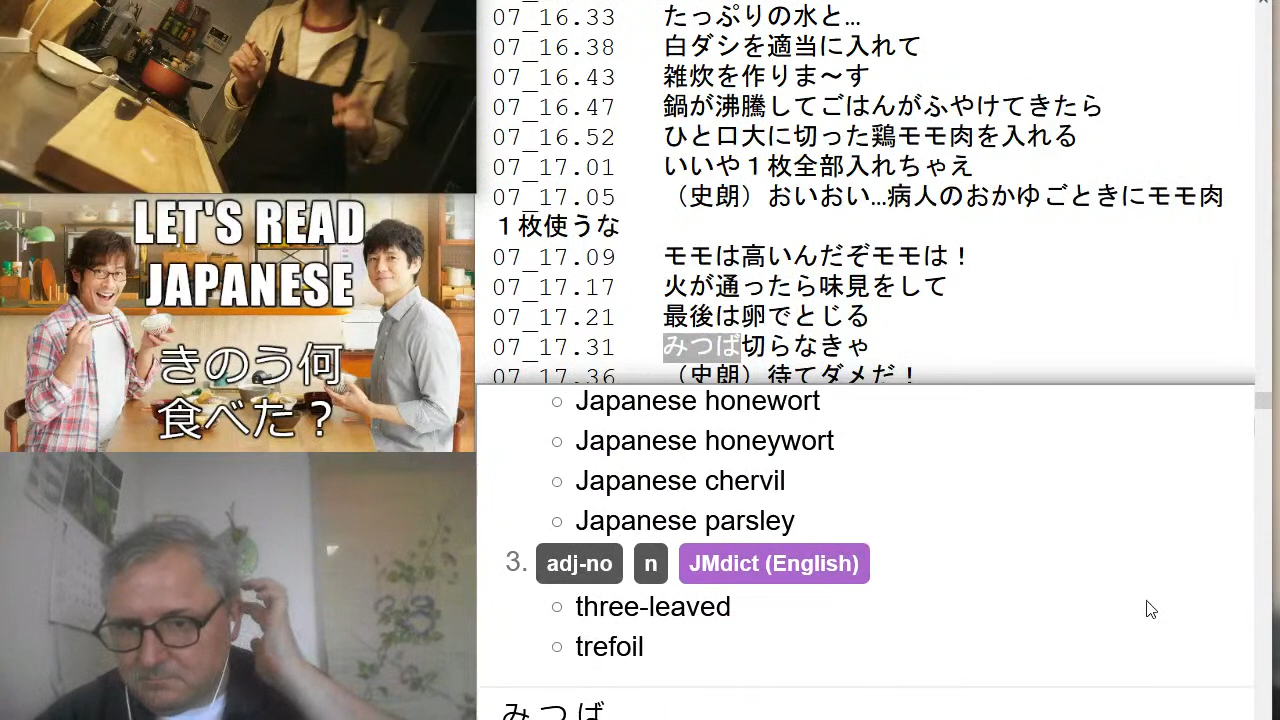 07_16.33 たっぷりの水と…
07_16.38 白ダシを適当に入れて
07_16.43 雑炊を作りま～す
07_16.47 鍋が沸騰してごはんがふやけてきたら
07_16.52 ひと口大に切った鶏モモ肉を入れる
07_17.01 いいや１枚全部入れちゃえ
07_17.05 （史朗）おいおい…病人のおかゆごときにモモ肉
１枚使うな
07_17.09 モモは高いんだぞモモは！
07_17.17 火が通ったら味見をして
07_17.21 最後は卵でとじる
07_17.31 みつば切らなきゃ
07_17.36 （史朗）待てダメだ！
LET'S READ
JAPANESE
きのう何
食べた？
Japanese honewort
Japanese honeywort
Japanese chervil
Japanese parsley
3. adj-no n JMdict (English)
three-leaved
trefoil
みつば